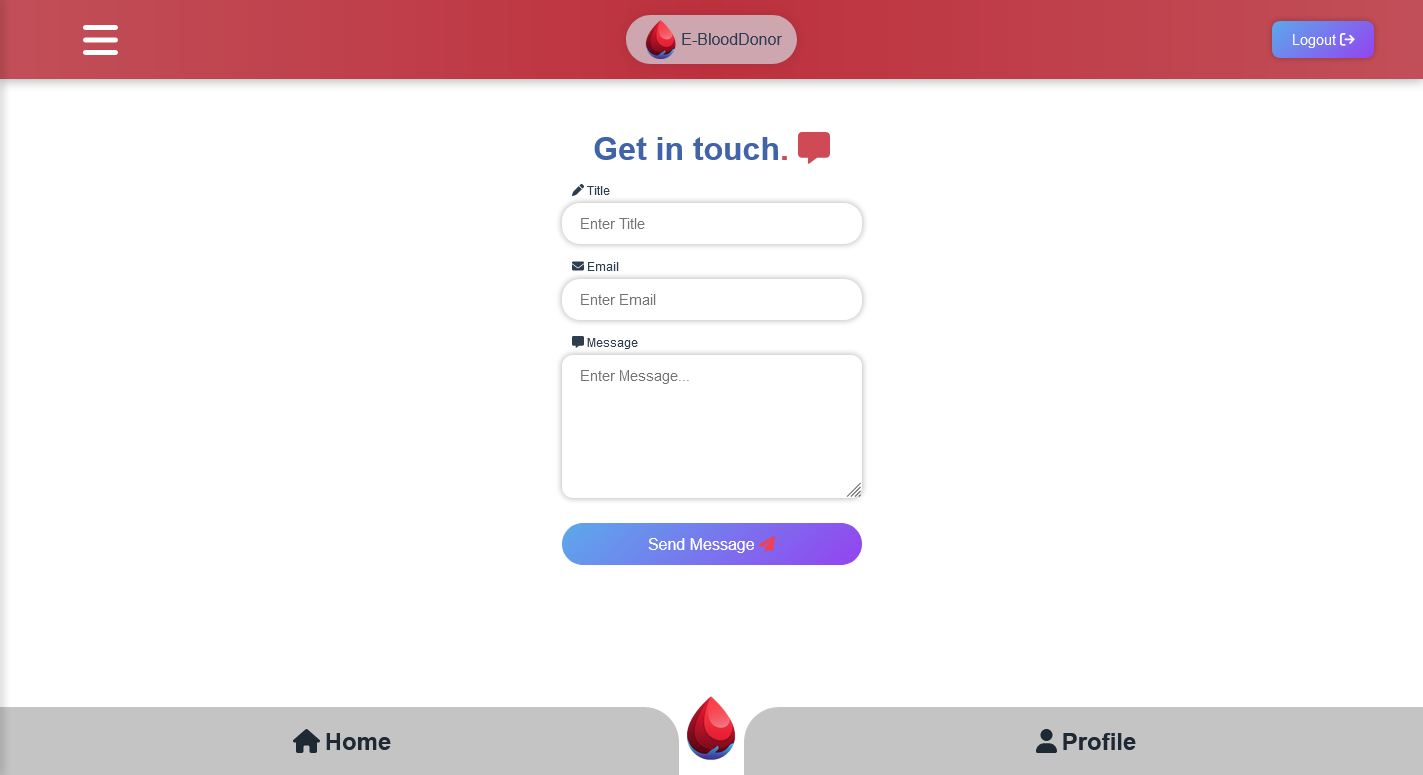 E-BloodDonor
Logout
Get in touch.
Title
Enter Title
Email
Enter Email
Message
Enter Message...
Send Message
Home
Profile